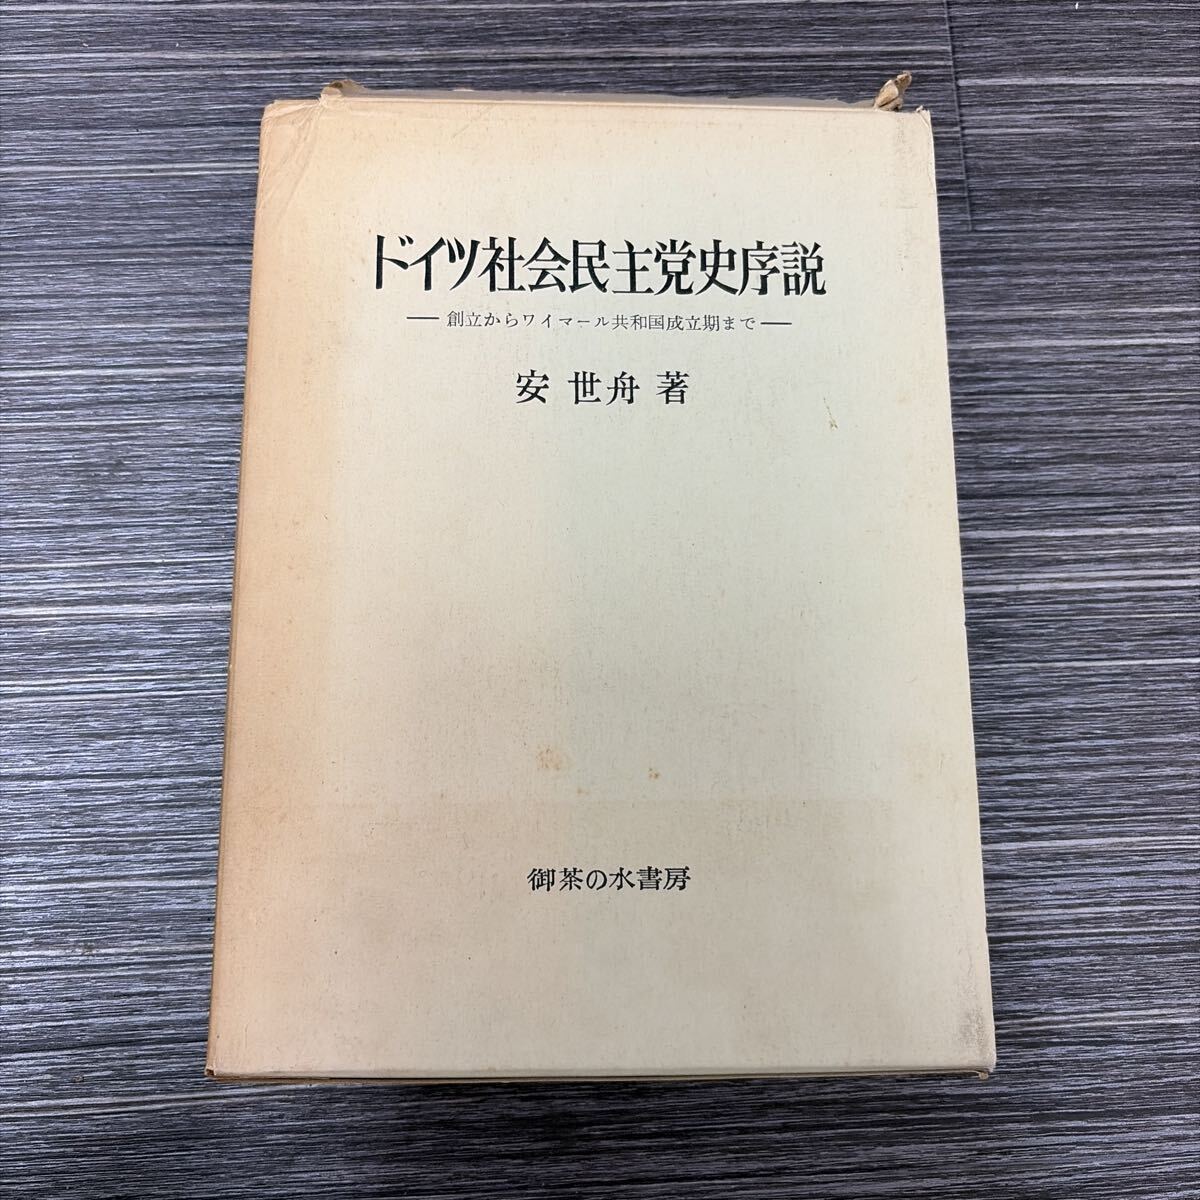 ドイツ社会民主党史序説
── 創立からワイマール共和国成立期まで ──
安 世舟 著
御茶の水書房